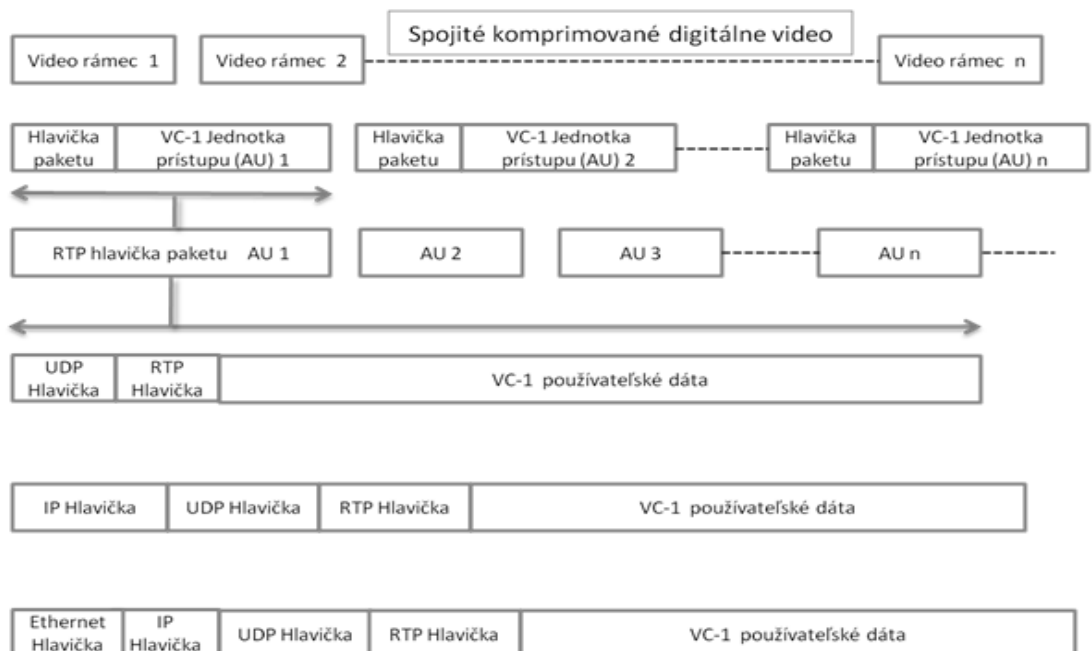 Spojité komprimované digitálne video
Video rámec 1
Video rámec 2
Video rámec n
Hlavička
paketu
VC-1 Jednotka
prístupu (AU) 1
Hlavička
paketu
VC-1 Jednotka
prístupu (AU) 2
Hlavička
paketu
VC-1 Jednotka
prístupu (AU) n
RTP hlavička paketu AU 1
AU 2
AU 3
AU n
UDP
Hlavička
RTP
Hlavička
VC-1 používateľské dáta
IP Hlavička
UDP Hlavička
RTP Hlavička
VC-1 používateľské dáta
Ethernet
Hlavička
IP
Hlavička
UDP Hlavička
RTP Hlavička
VC-1 používateľské dáta